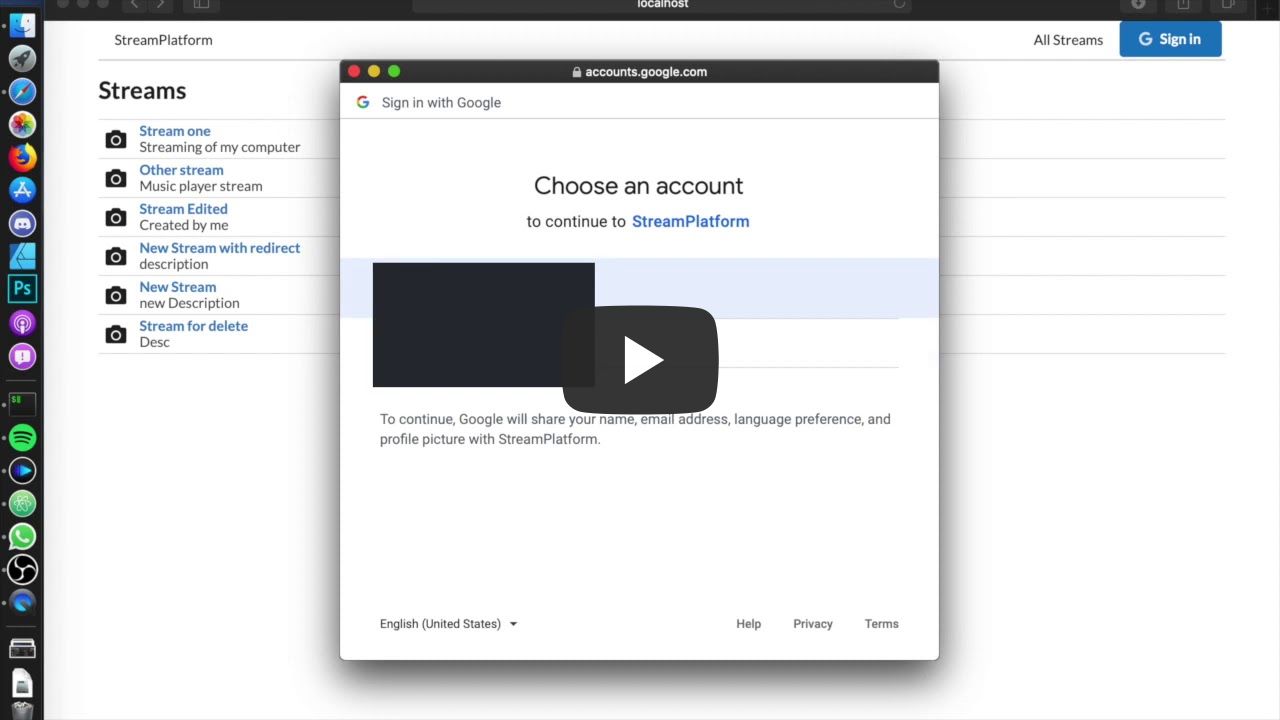 localhost
StreamPlatform
All Streams
Sign in
Streams
Stream one
Streaming of my computer
Other stream
Music player stream
Stream Edited
Created by me
New Stream with redirect
description
New Stream
new Description
Stream for delete
Desc
accounts.google.com
Sign in with Google
Choose an account
to continue to StreamPlatform
To continue, Google will share your name, email address, language preference, and
profile picture with StreamPlatform.
English (United States)
Help
Privacy
Terms
Ps